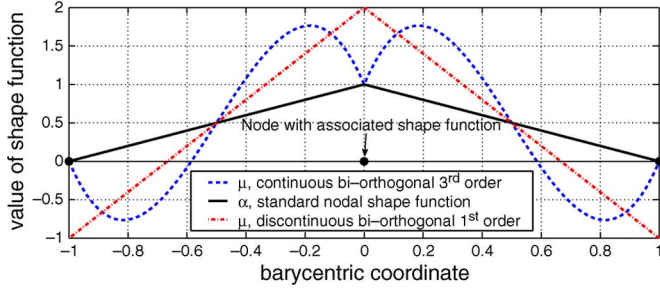 2
1.5
1
0.5
0
−0.5
−1
value of shape function
Node with associated shape function
μ, continuous bi−orthogonal 3rd order
α, standard nodal shape function
μ, discontinuous bi−orthogonal 1st order
−1 −0.8 −0.6 −0.4 −0.2 0 0.2 0.4 0.6 0.8 1
barycentric coordinate